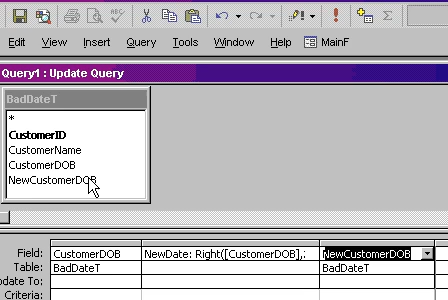 Edit View Insert Query Tools Window Help MainF
Query1 : Update Query
BadDateT
*
CustomerID
CustomerName
CustomerDOB
NewCustomerDOB
Field: CustomerDOB NewDate: Right([CustomerDOB],: NewCustomerDOB
Table: BadDateT BadDateT
pdate To:
Criteria: